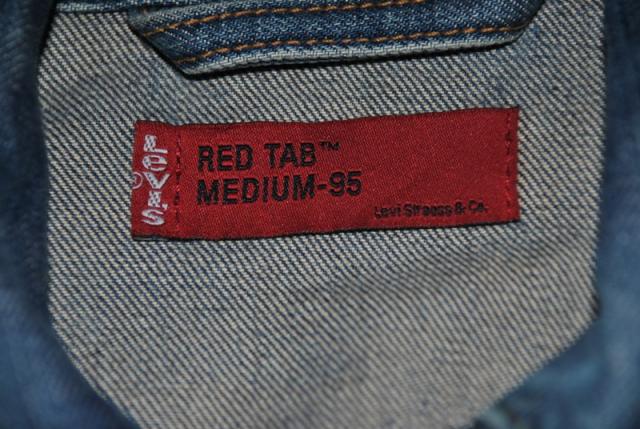 LEVI'S
RED TAB™
MEDIUM-95
Levi Strauss & Co.